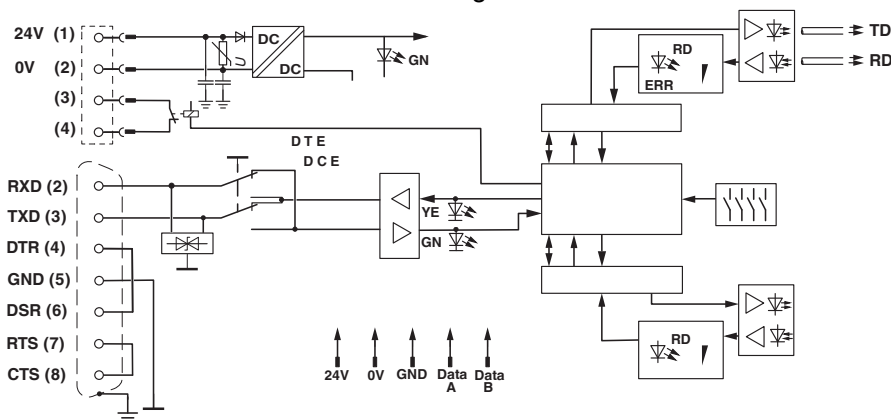 24V (1)
0V (2)
(3)
(4)
DC
DC
U
GN
TD
RD
RD
ERR
DTE
DCE
RXD (2)
TXD (3)
DTR (4)
GND (5)
DSR (6)
RTS (7)
CTS (8)
YE
GN
RD
24V
0V
GND
Data A
Data B